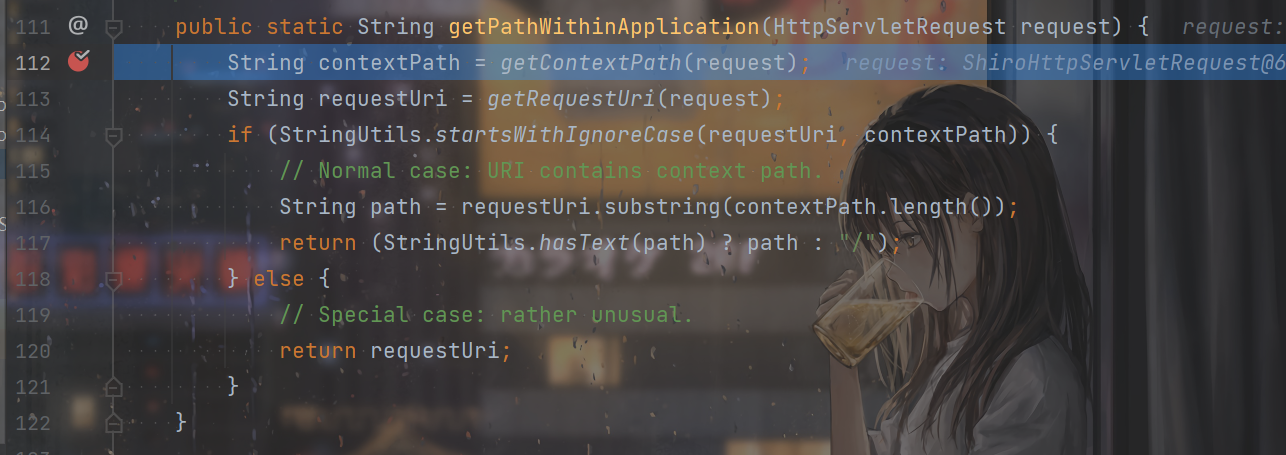 111 @ public static String getPathWithinApplication(HttpServletRequest request) { request:
112 String contextPath = getContextPath(request); request: ShiroHttpServletRequest@6
113 String requestUri = getRequestUri(request);
114 if (StringUtils.startsWithIgnoreCase(requestUri, contextPath)) {
115 // Normal case: URI contains context path.
116 String path = requestUri.substring(contextPath.length());
117 return (StringUtils.hasText(path) ? path : "/");
118 } else {
119 // Special case: rather unusual.
120 return requestUri;
121 }
122 }